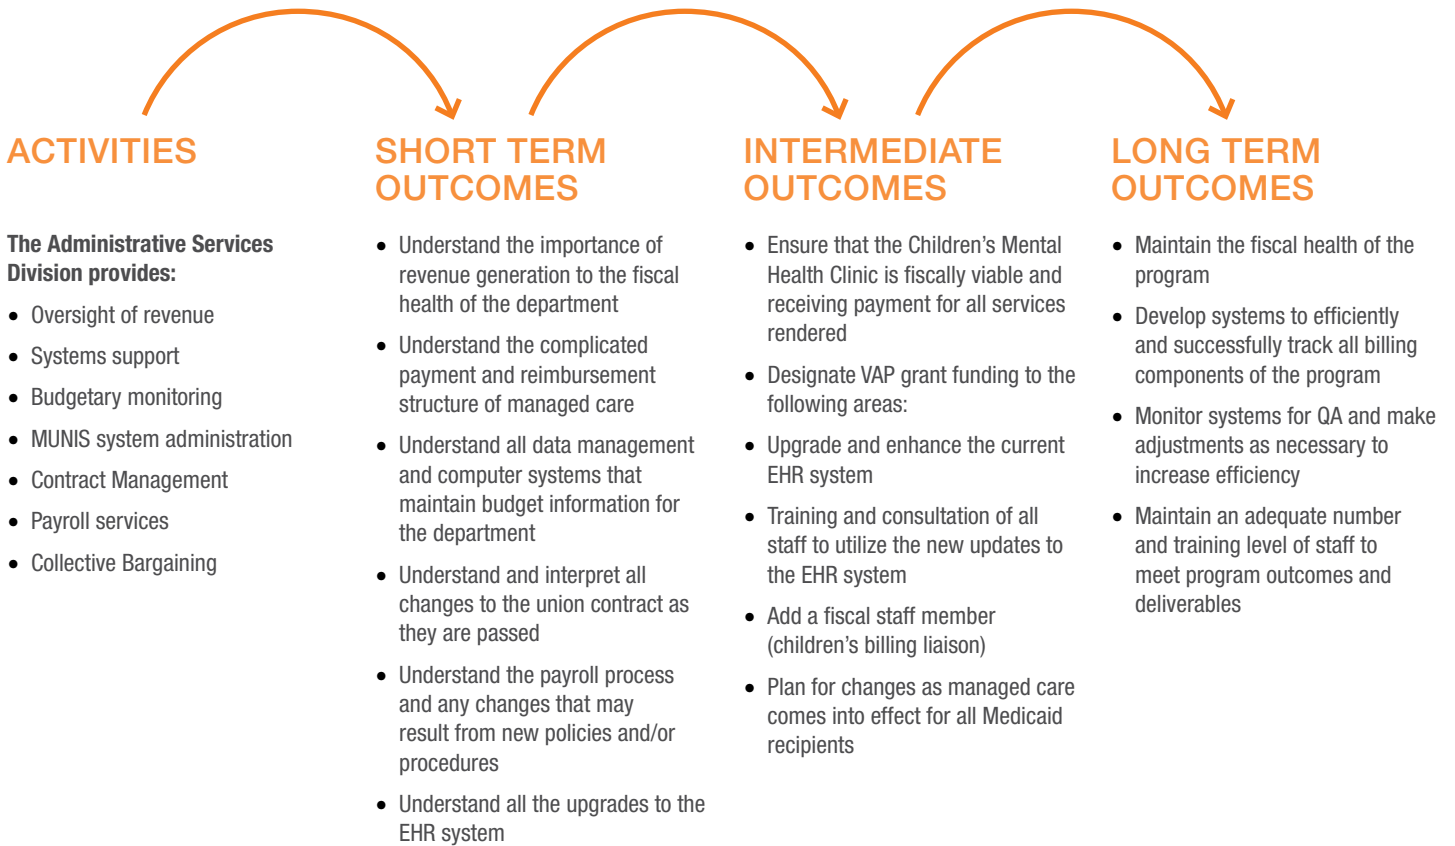 ACTIVITIES
The Administrative Services
Division provides:
• Oversight of revenue
• Systems support
• Budgetary monitoring
• MUNIS system administration
• Contract Management
• Payroll services
• Collective Bargaining
SHORT TERM
OUTCOMES
• Understand the importance of
revenue generation to the fiscal
health of the department
• Understand the complicated
payment and reimbursement
structure of managed care
• Understand all data management
and computer systems that
maintain budget information for
the department
• Understand and interpret all
changes to the union contract as
they are passed
• Understand the payroll process
and any changes that may
result from new policies and/or
procedures
• Understand all the upgrades to the
EHR system
INTERMEDIATE
OUTCOMES
• Ensure that the Children’s Mental
Health Clinic is fiscally viable and
receiving payment for all services
rendered
• Designate VAP grant funding to the
following areas:
• Upgrade and enhance the current
EHR system
• Training and consultation of all
staff to utilize the new updates to
the EHR system
• Add a fiscal staff member
(children’s billing liaison)
• Plan for changes as managed care
comes into effect for all Medicaid
recipients
LONG TERM
OUTCOMES
• Maintain the fiscal health of the
program
• Develop systems to efficiently
and successfully track all billing
components of the program
• Monitor systems for QA and make
adjustments as necessary to
increase efficiency
• Maintain an adequate number
and training level of staff to
meet program outcomes and
deliverables